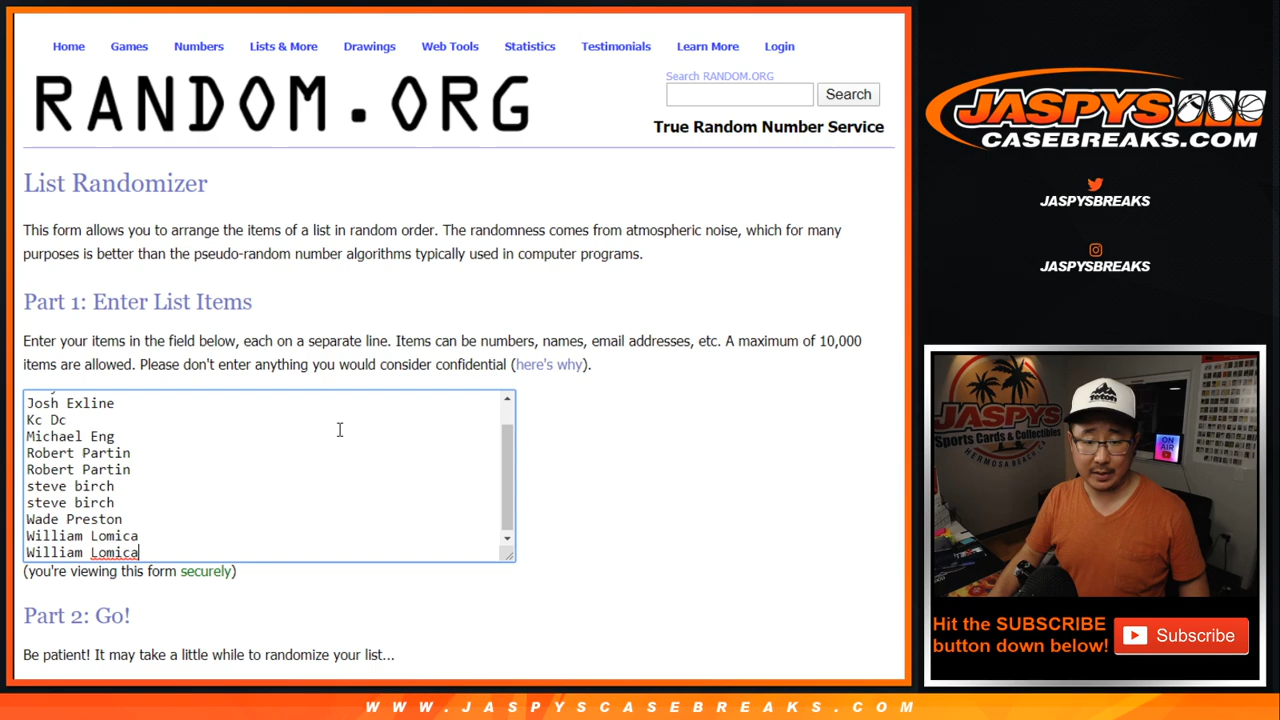 Home Games Numbers Lists & More Drawings Web Tools Statistics Testimonials Learn More Login
RANDOM.ORG
Search RANDOM.ORG
Search
True Random Number Service
List Randomizer
This form allows you to arrange the items of a list in random order. The randomness comes from atmospheric noise, which for many
purposes is better than the pseudo-random number algorithms typically used in computer programs.
Part 1: Enter List Items
Enter your items in the field below, each on a separate line. Items can be numbers, names, email addresses, etc. A maximum of 10,000
items are allowed. Please don't enter anything you would consider confidential (here's why).
Josh Exline
Kc Dc
Michael Eng
Robert Partin
Robert Partin
steve birch
steve birch
Wade Preston
William Lomica
William Lomica
(you're viewing this form securely)
Part 2: Go!
Be patient! It may take a little while to randomize your list...
JASPYS
CASEBREAKS.COM
JASPYSBREAKS
JASPYSBREAKS
JASPYS
Sports Cards & Collectibles
HERMOSA BEACH CA
ON
AIR
TETON
Hit the SUBSCRIBE
button down below!
Subscribe
WWW.JASPYSCASEBREAKS.COM